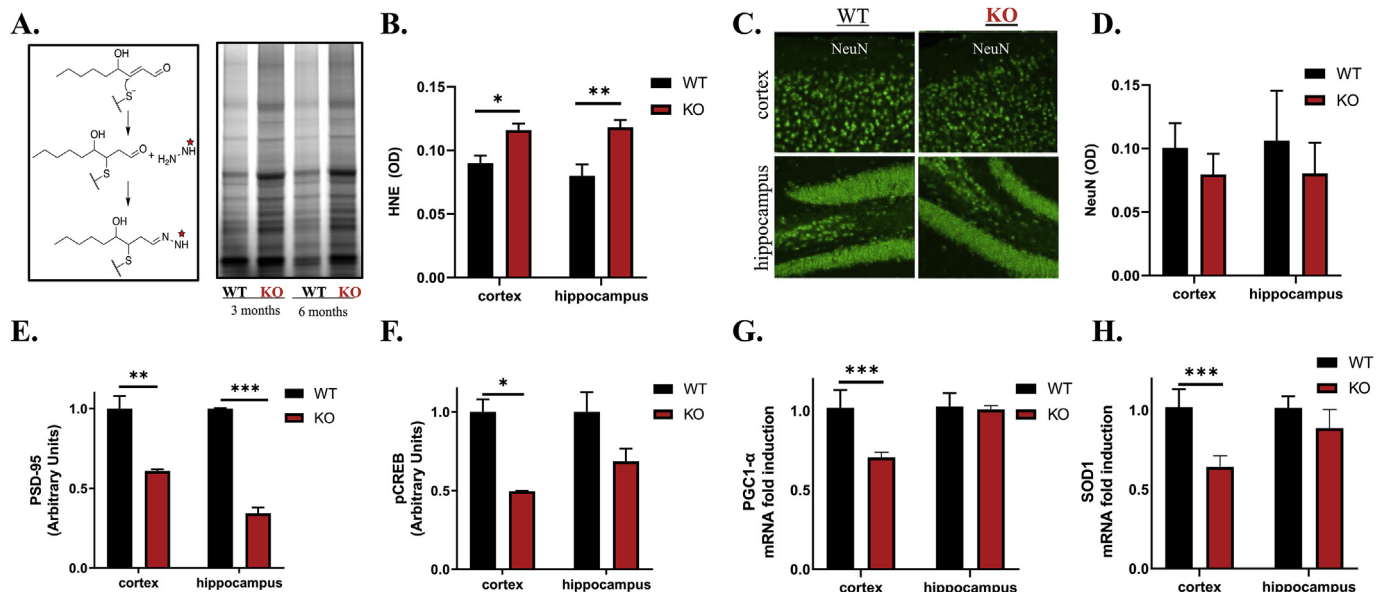 A.
OH
O
S⁻
OH
O
+ H₂N NH
S
OH
N NH
S
WT KO WT KO
3 months 6 months
B.
HNE (OD)
0.15
0.10
0.05
0.00
*
**
WT
KO
cortex hippocampus
C.
WT KO
NeuN NeuN
cortex
hippocampus
D.
NeuN (OD)
0.15
0.10
0.05
0.00
WT
KO
cortex hippocampus
E.
PSD-95
(Arbitrary Units)
1.0
0.5
0.0
**
***
WT
KO
cortex hippocampus
F.
pCREB
(Arbitrary Units)
1.0
0.5
0.0
*
WT
KO
cortex hippocampus
G.
PGC1-α
mRNA fold induction
1.0
0.5
0.0
***
WT
KO
cortex hippocampus
H.
SOD1
mRNA fold induction
1.0
0.5
0.0
***
WT
KO
cortex hippocampus